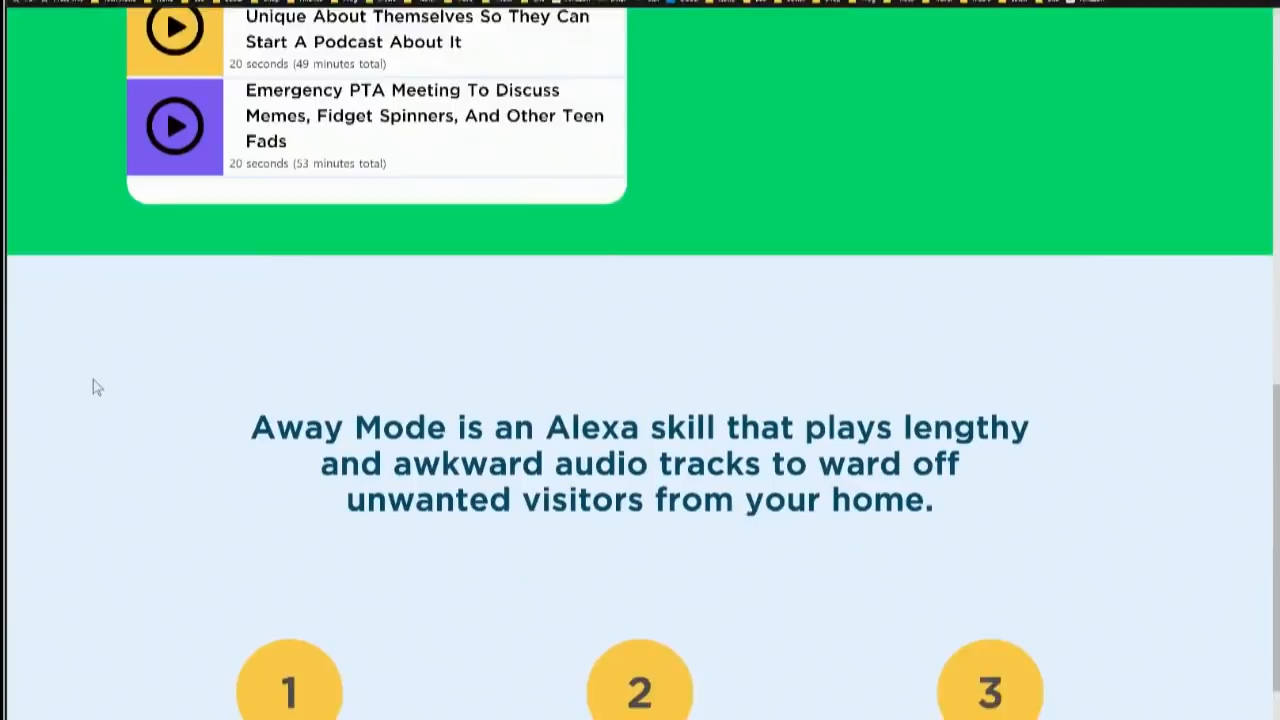 Unique About Themselves So They Can
Start A Podcast About It
20 seconds (49 minutes total)
Emergency PTA Meeting To Discuss
Memes, Fidget Spinners, And Other Teen
Fads
20 seconds (53 minutes total)
Away Mode is an Alexa skill that plays lengthy
and awkward audio tracks to ward off
unwanted visitors from your home.
1
2
3